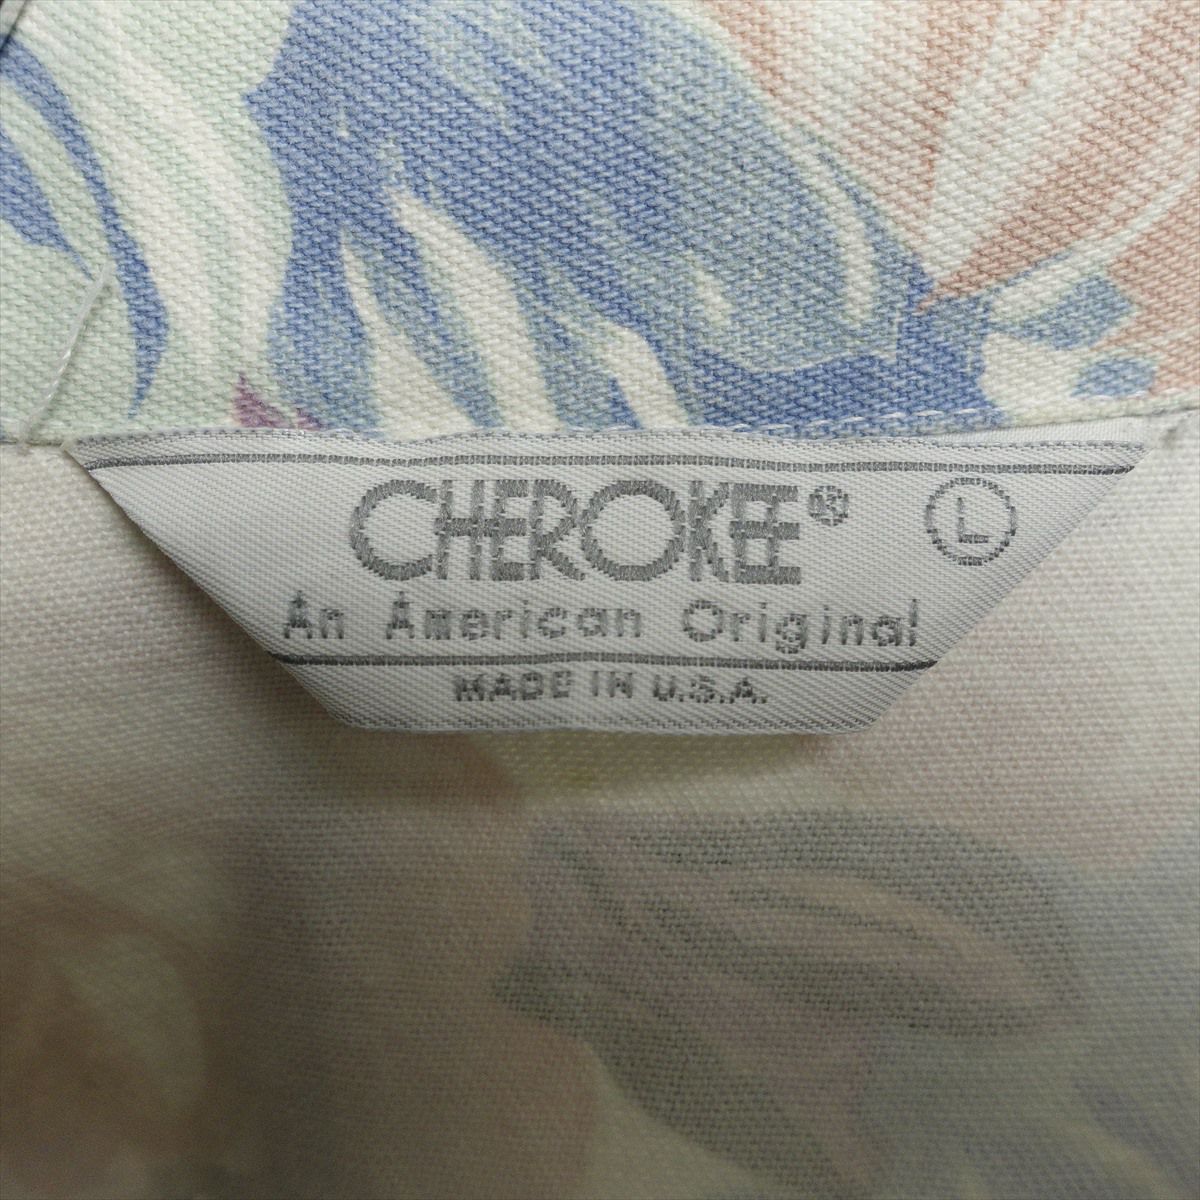 CHEROKEE® L
An American Original
MADE IN U.S.A.